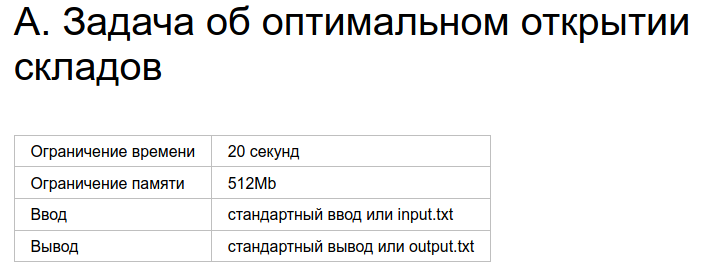 А. Задача об оптимальном открытии
складов
Ограничение времени 20 секунд
Ограничение памяти 512Mb
Ввод стандартный ввод или input.txt
Вывод стандартный вывод или output.txt